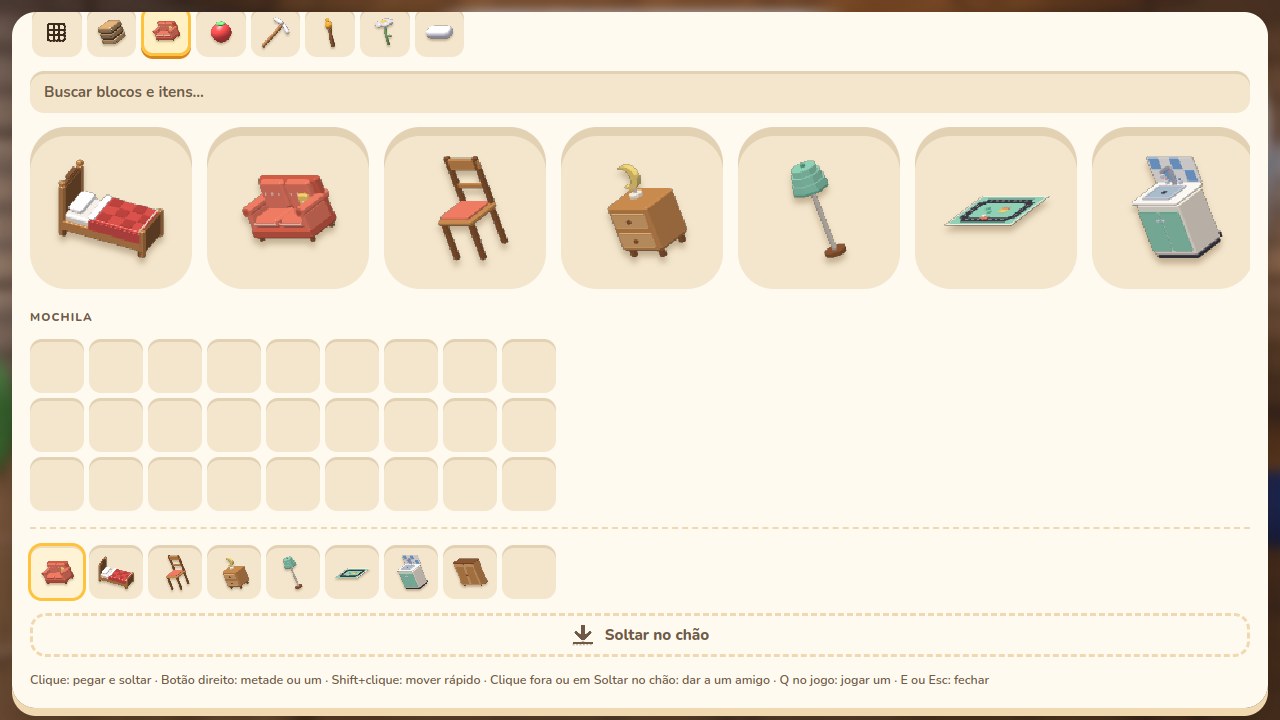 Buscar blocos e itens...
MOCHILA
Soltar no chão
Clique: pegar e soltar · Botão direito: metade ou um · Shift+clique: mover rápido · Clique fora ou em Soltar no chão: dar a um amigo · Q no jogo: jogar um · E ou Esc: fechar